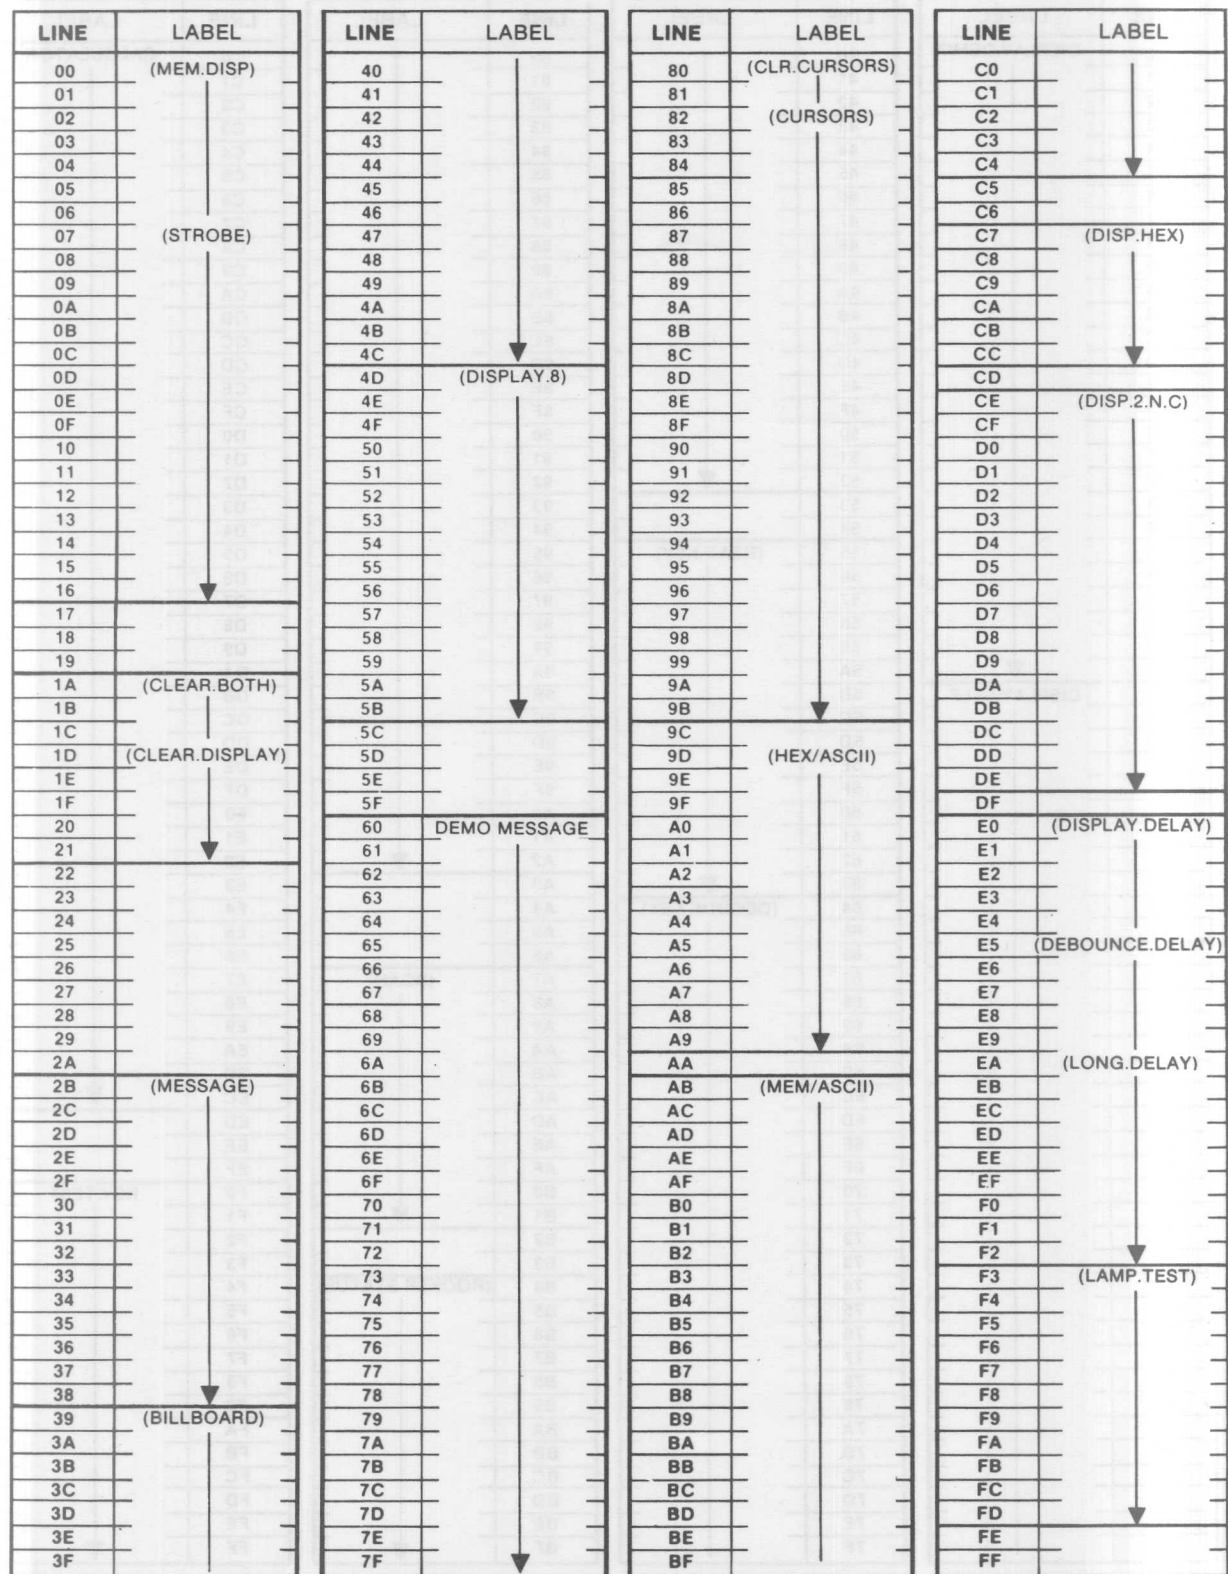 LINE LABEL LINE LABEL LINE LABEL LINE LABEL
00 (MEM.DISP) 40 80 (CLR.CURSORS) C0
01 41 81 C1
02 42 82 (CURSORS) C2
03 43 83 C3
04 44 84 C4
05 45 85 C5
06 46 86 C6
07 (STROBE) 47 87 C7 (DISP.HEX)
08 48 88 C8
09 49 89 C9
0A 4A 8A CA
0B 4B 8B CB
0C 4C 8C CC
0D 4D (DISPLAY.8) 8D CD
0E 4E 8E CE (DISP.2.N.C)
0F 4F 8F CF
10 50 90 D0
11 51 91 D1
12 52 92 D2
13 53 93 D3
14 54 94 D4
15 55 95 D5
16 56 96 D6
17 57 97 D7
18 58 98 D8
19 59 99 D9
1A (CLEAR.BOTH) 5A 9A DA
1B 5B 9B DB
1C 5C 9C DC
1D (CLEAR.DISPLAY) 5D 9D (HEX/ASCII) DD
1E 5E 9E DE
1F 5F 9F DF
20 60 DEMO MESSAGE A0 E0 (DISPLAY.DELAY)
21 61 A1 E1
22 62 A2 E2
23 63 A3 E3
24 64 A4 E4
25 65 A5 E5 (DEBOUNCE.DELAY)
26 66 A6 E6
27 67 A7 E7
28 68 A8 E8
29 69 A9 E9
2A 6A AA EA (LONG.DELAY)
2B (MESSAGE) 6B AB (MEM/ASCII) EB
2C 6C AC EC
2D 6D AD ED
2E 6E AE EE
2F 6F AF EF
30 70 B0 F0
31 71 B1 F1
32 72 B2 F2
33 73 B3 F3 (LAMP.TEST)
34 74 B4 F4
35 75 B5 F5
36 76 B6 F6
37 77 B7 F7
38 78 B8 F8
39 (BILLBOARD) 79 B9 F9
3A 7A BA FA
3B 7B BB FB
3C 7C BC FC
3D 7D BD FD
3E 7E BE FE
3F 7F BF FF